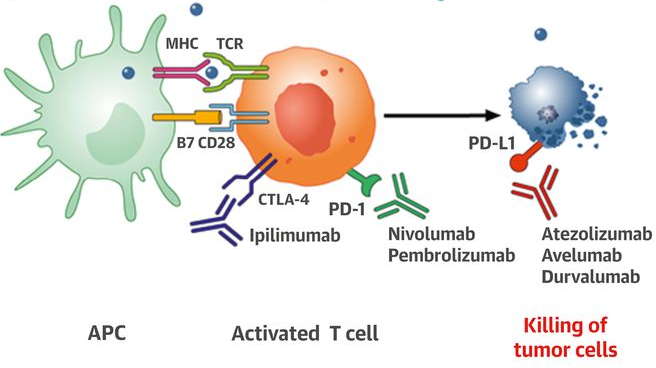 MHC TCR
B7 CD28
PD-L1
CTLA-4
PD-1
Ipilimumab
Nivolumab
Pembrolizumab
Atezolizumab
Avelumab
Durvalumab
APC
Activated T cell
Killing of
tumor cells